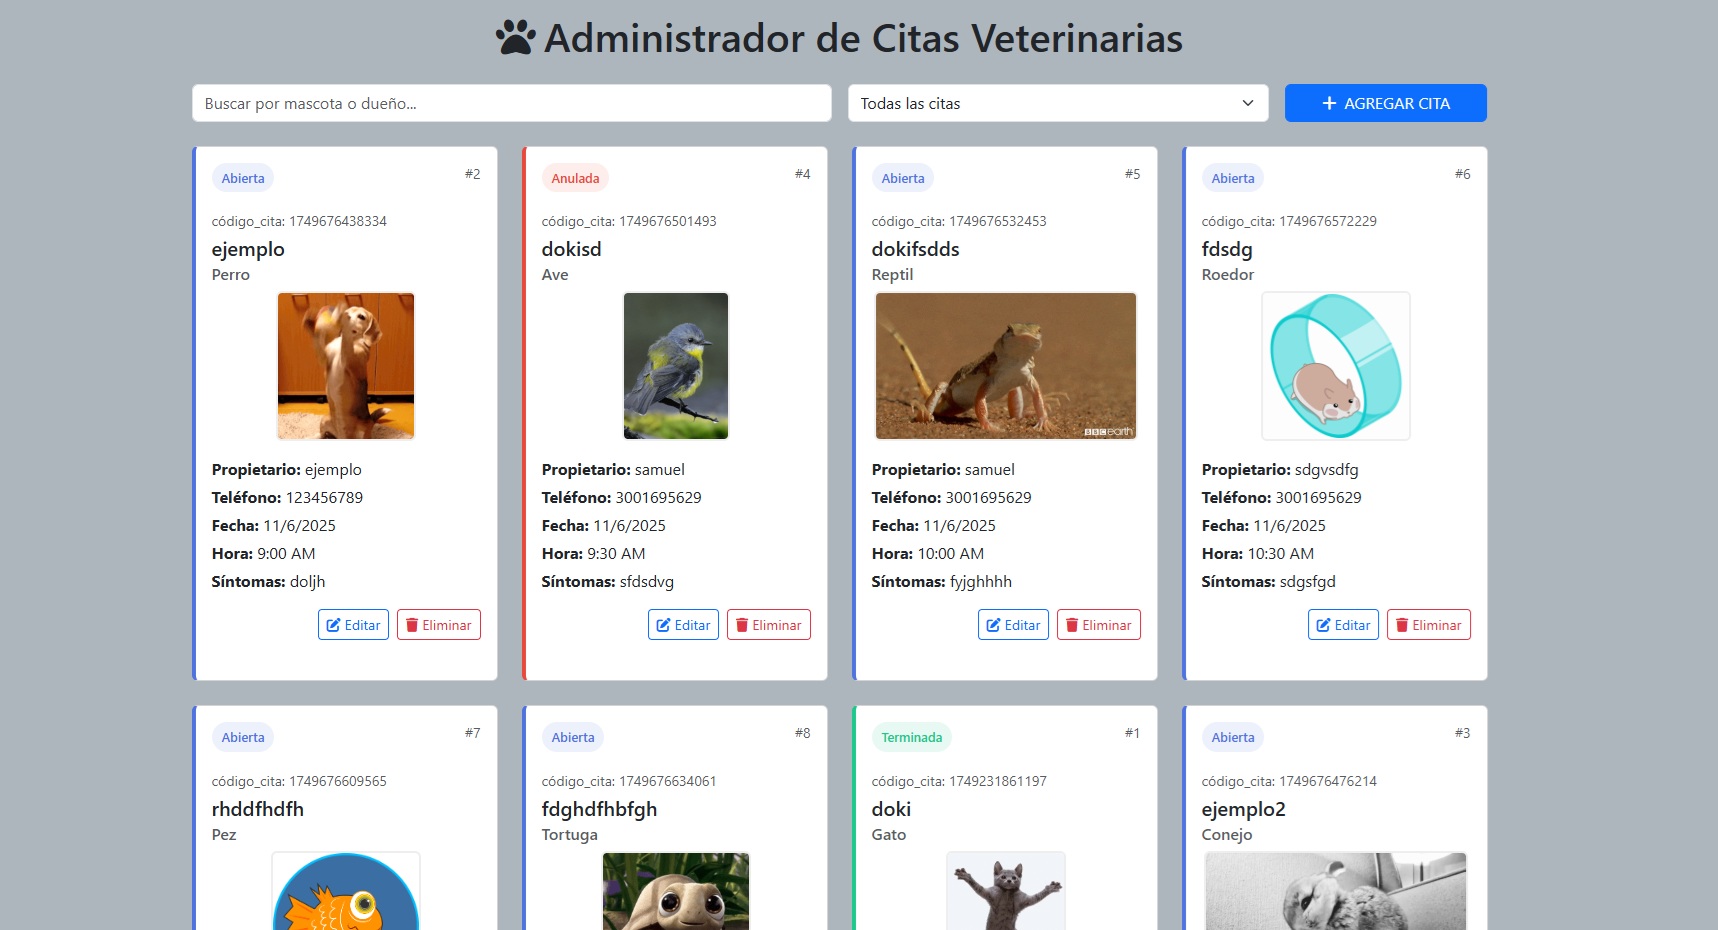 Administrador de Citas Veterinarias
Buscar por mascota o dueño...
Todas las citas
AGREGAR CITA
Abierta
#2
código_cita: 1749676438334
ejemplo
Perro
Propietario: ejemplo
Teléfono: 123456789
Fecha: 11/6/2025
Hora: 9:00 AM
Síntomas: doljh
Editar
Eliminar
Anulada
#4
código_cita: 1749676501493
dokisd
Ave
Propietario: samuel
Teléfono: 3001695629
Fecha: 11/6/2025
Hora: 9:30 AM
Síntomas: sfdsdvg
Editar
Eliminar
Abierta
#5
código_cita: 1749676532453
dokifsdds
Reptil
BBC earth
Propietario: samuel
Teléfono: 3001695629
Fecha: 11/6/2025
Hora: 10:00 AM
Síntomas: fyjghhhh
Editar
Eliminar
Abierta
#6
código_cita: 1749676572229
fdsdg
Roedor
Propietario: sdgvsdfg
Teléfono: 3001695629
Fecha: 11/6/2025
Hora: 10:30 AM
Síntomas: sdgsfgd
Editar
Eliminar
Abierta
#7
código_cita: 1749676609565
rhddfhdfh
Pez
Abierta
#8
código_cita: 1749676634061
fdghdfhbfgh
Tortuga
Terminada
#1
código_cita: 1749231861197
doki
Gato
Abierta
#3
código_cita: 1749676476214
ejemplo2
Conejo